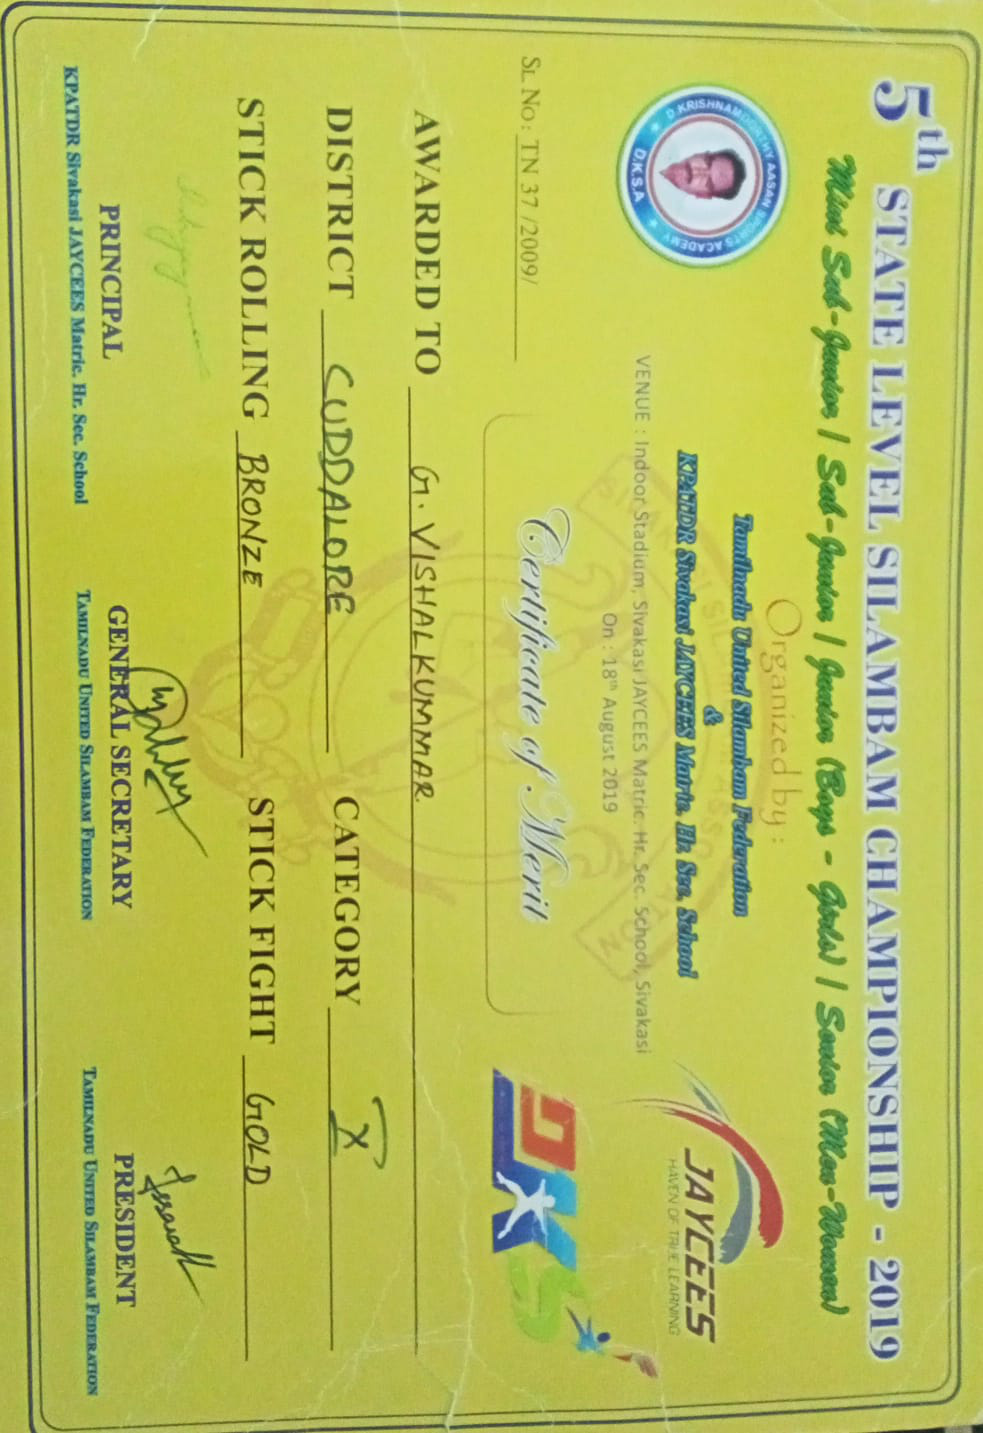 5th STATE LEVEL SILAMBAM CHAMPIONSHIP - 2019
Mini Sub-Junior / Sub-Junior / Junior (Boys - Girls) / Senior (Men-Women)
Organized by :
Tamilnadu United Silambam Federation
&
KPATDR Sivakasi JAYCEES Matric. Hr. Sec. School
VENUE : Indoor Stadium, Sivakasi JAYCEES Matric. Hr. Sec. School, Sivakasi
On : 18th August 2019
D.KRISHNAMOORTHY AASAN SPORTS ACADEMY
D.K.S.A
JAYCEES
HAVEN OF TRUE LEARNING
DKS
SL No : TN 37 /2009/
Certificate of Merit
AWARDED TO G. VISHALKUMMAR
DISTRICT CUDDALORE CATEGORY X
STICK ROLLING BRONZE STICK FIGHT GOLD
PRINCIPAL GENERAL SECRETARY PRESIDENT
KPATDR Sivakasi JAYCEES Matric. Hr. Sec. School TAMILNADU UNITED SILAMBAM FEDERATION TAMILNADU UNITED SILAMBAM FEDERATION